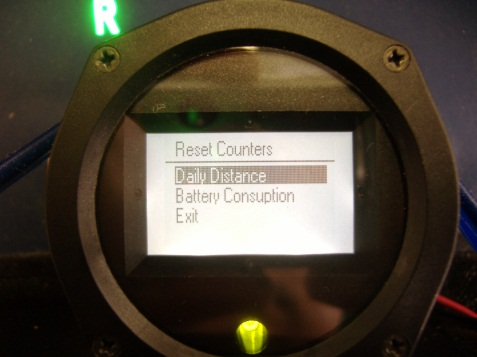 R
Reset Counters
Daily Distance
Battery Consuption
Exit